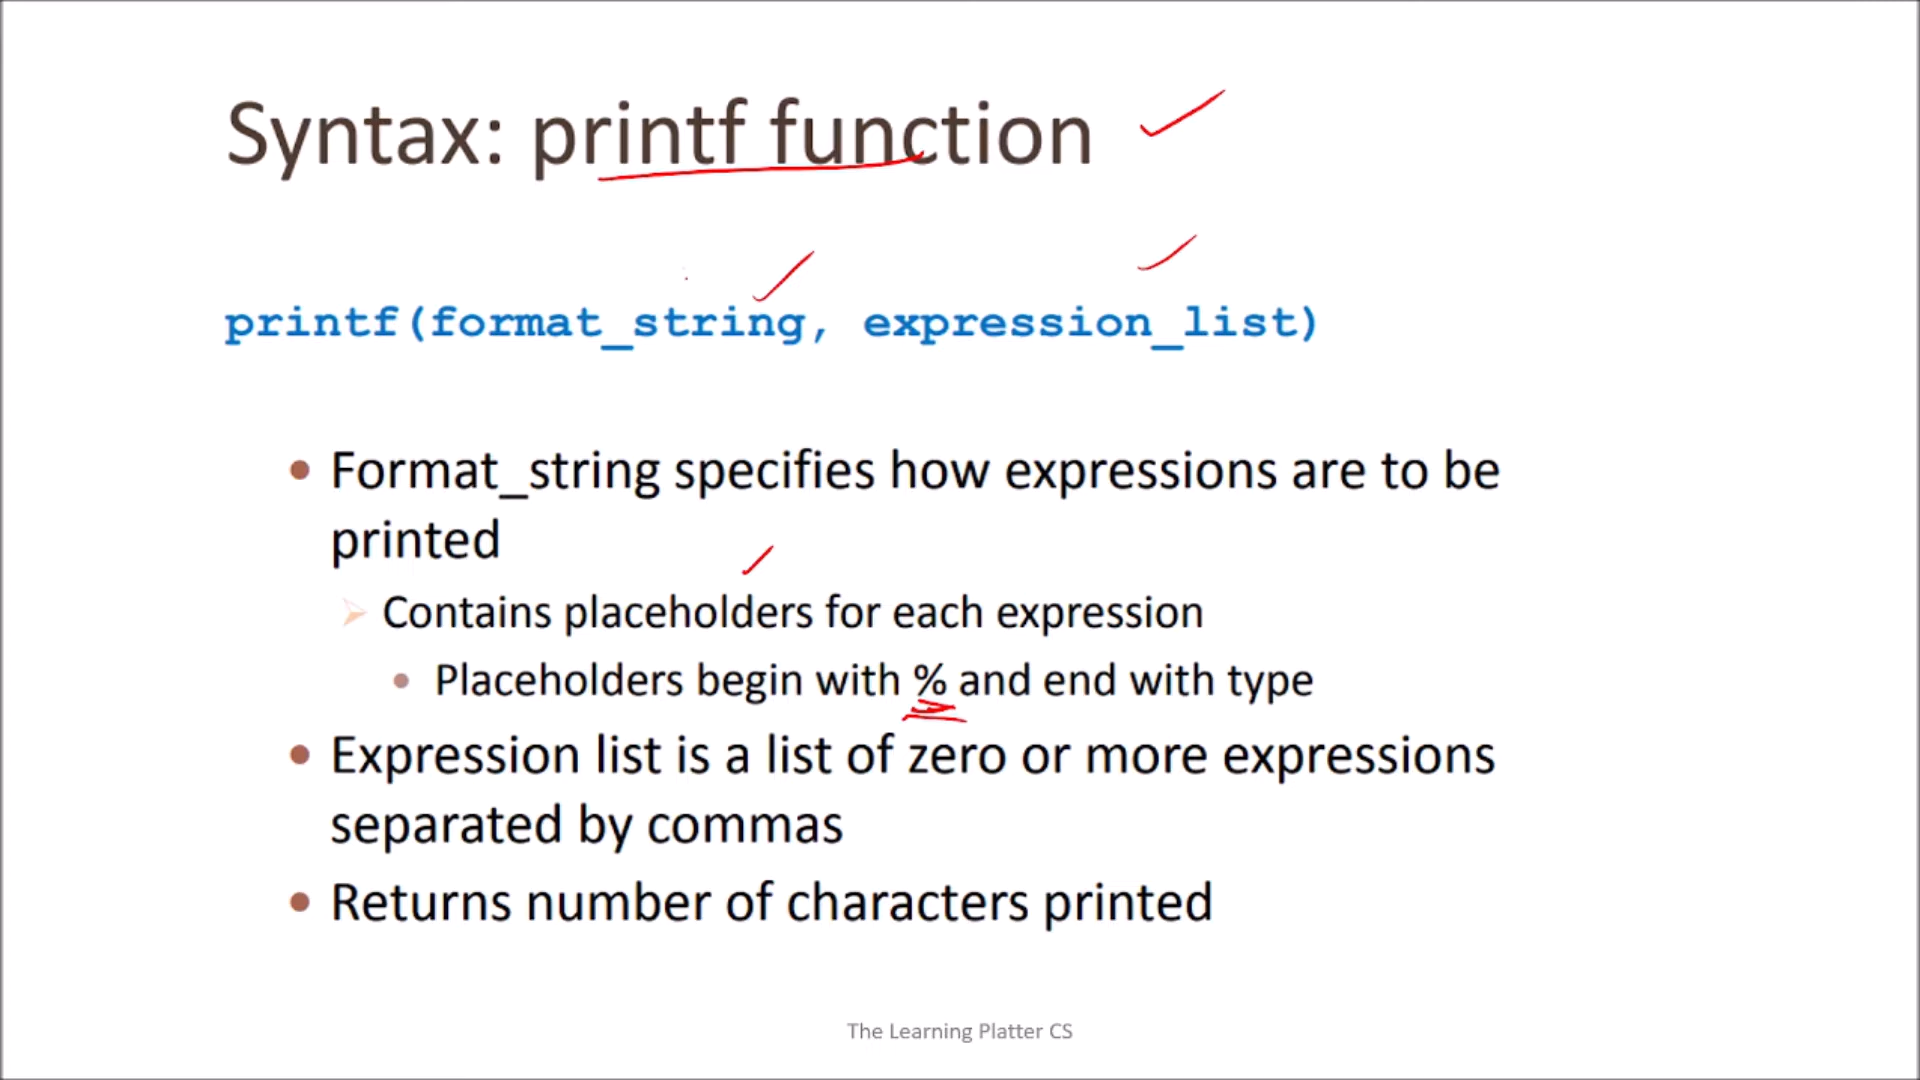 Syntax: printf function
printf(format_string, expression_list)
• Format_string specifies how expressions are to be
printed
➢ Contains placeholders for each expression
• Placeholders begin with % and end with type
• Expression list is a list of zero or more expressions
separated by commas
• Returns number of characters printed
The Learning Platter CS